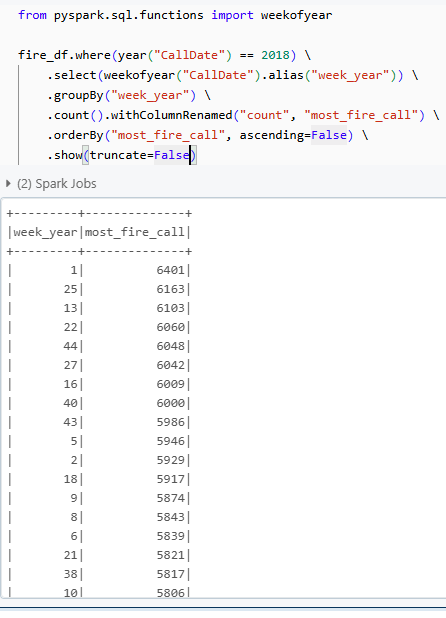 from pyspark.sql.functions import weekofyear
fire_df.where(year("CallDate") == 2018) \
.select(weekofyear("CallDate").alias("week_year")) \
.groupBy("week_year") \
.count().withColumnRenamed("count", "most_fire_call") \
.orderBy("most_fire_call", ascending=False) \
.show(truncate=False)
(2) Spark Jobs
+---------+--------------+
|week_year|most_fire_call|
+---------+--------------+
|        1|          6401|
|       25|          6163|
|       13|          6103|
|       22|          6060|
|       44|          6048|
|       27|          6042|
|       16|          6009|
|       40|          6000|
|       43|          5986|
|        5|          5946|
|        2|          5929|
|       18|          5917|
|        9|          5874|
|        8|          5843|
|        6|          5839|
|       21|          5821|
|       38|          5817|
|       10|          5806|